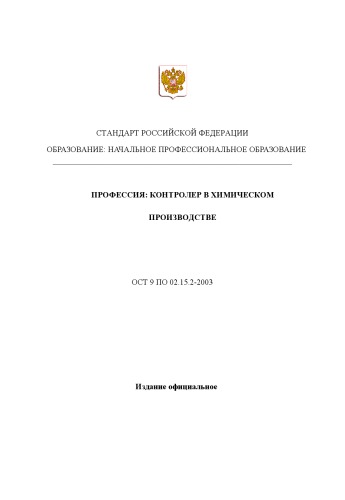 СТАНДАРТ РОССИЙСКОЙ ФЕДЕРАЦИИ
ОБРАЗОВАНИЕ: НАЧАЛЬНОЕ ПРОФЕССИОНАЛЬНОЕ ОБРАЗОВАНИЕ
ПРОФЕССИЯ: КОНТРОЛЕР В ХИМИЧЕСКОМ
ПРОИЗВОДСТВЕ
ОСТ 9 ПО 02.15.2-2003
Издание официальное